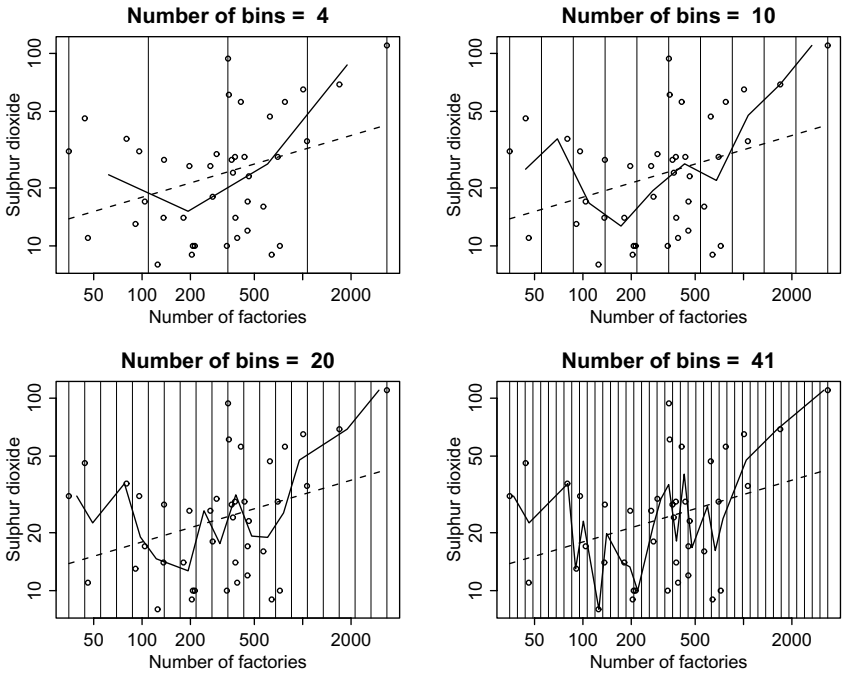 Number of bins = 4
Sulphur dioxide
100
50
20
10
50 100 200 500 2000
Number of factories
Number of bins = 10
Sulphur dioxide
100
50
20
10
50 100 200 500 2000
Number of factories
Number of bins = 20
Sulphur dioxide
100
50
20
10
50 100 200 500 2000
Number of factories
Number of bins = 41
Sulphur dioxide
100
50
20
10
50 100 200 500 2000
Number of factories